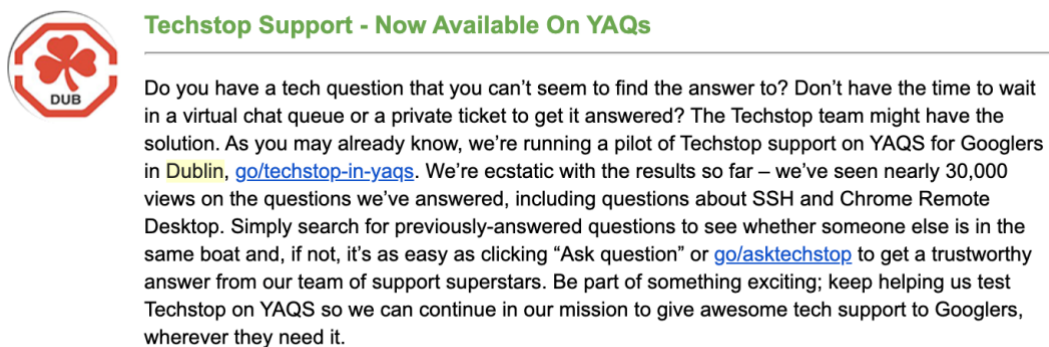 Techstop Support - Now Available On YAQs
DUB
Do you have a tech question that you can’t seem to find the answer to? Don’t have the time to wait
in a virtual chat queue or a private ticket to get it answered? The Techstop team might have the
solution. As you may already know, we’re running a pilot of Techstop support on YAQS for Googlers
in Dublin, go/techstop-in-yaqs. We’re ecstatic with the results so far – we’ve seen nearly 30,000
views on the questions we’ve answered, including questions about SSH and Chrome Remote
Desktop. Simply search for previously-answered questions to see whether someone else is in the
same boat and, if not, it’s as easy as clicking “Ask question” or go/asktechstop to get a trustworthy
answer from our team of support superstars. Be part of something exciting; keep helping us test
Techstop on YAQS so we can continue in our mission to give awesome tech support to Googlers,
wherever they need it.